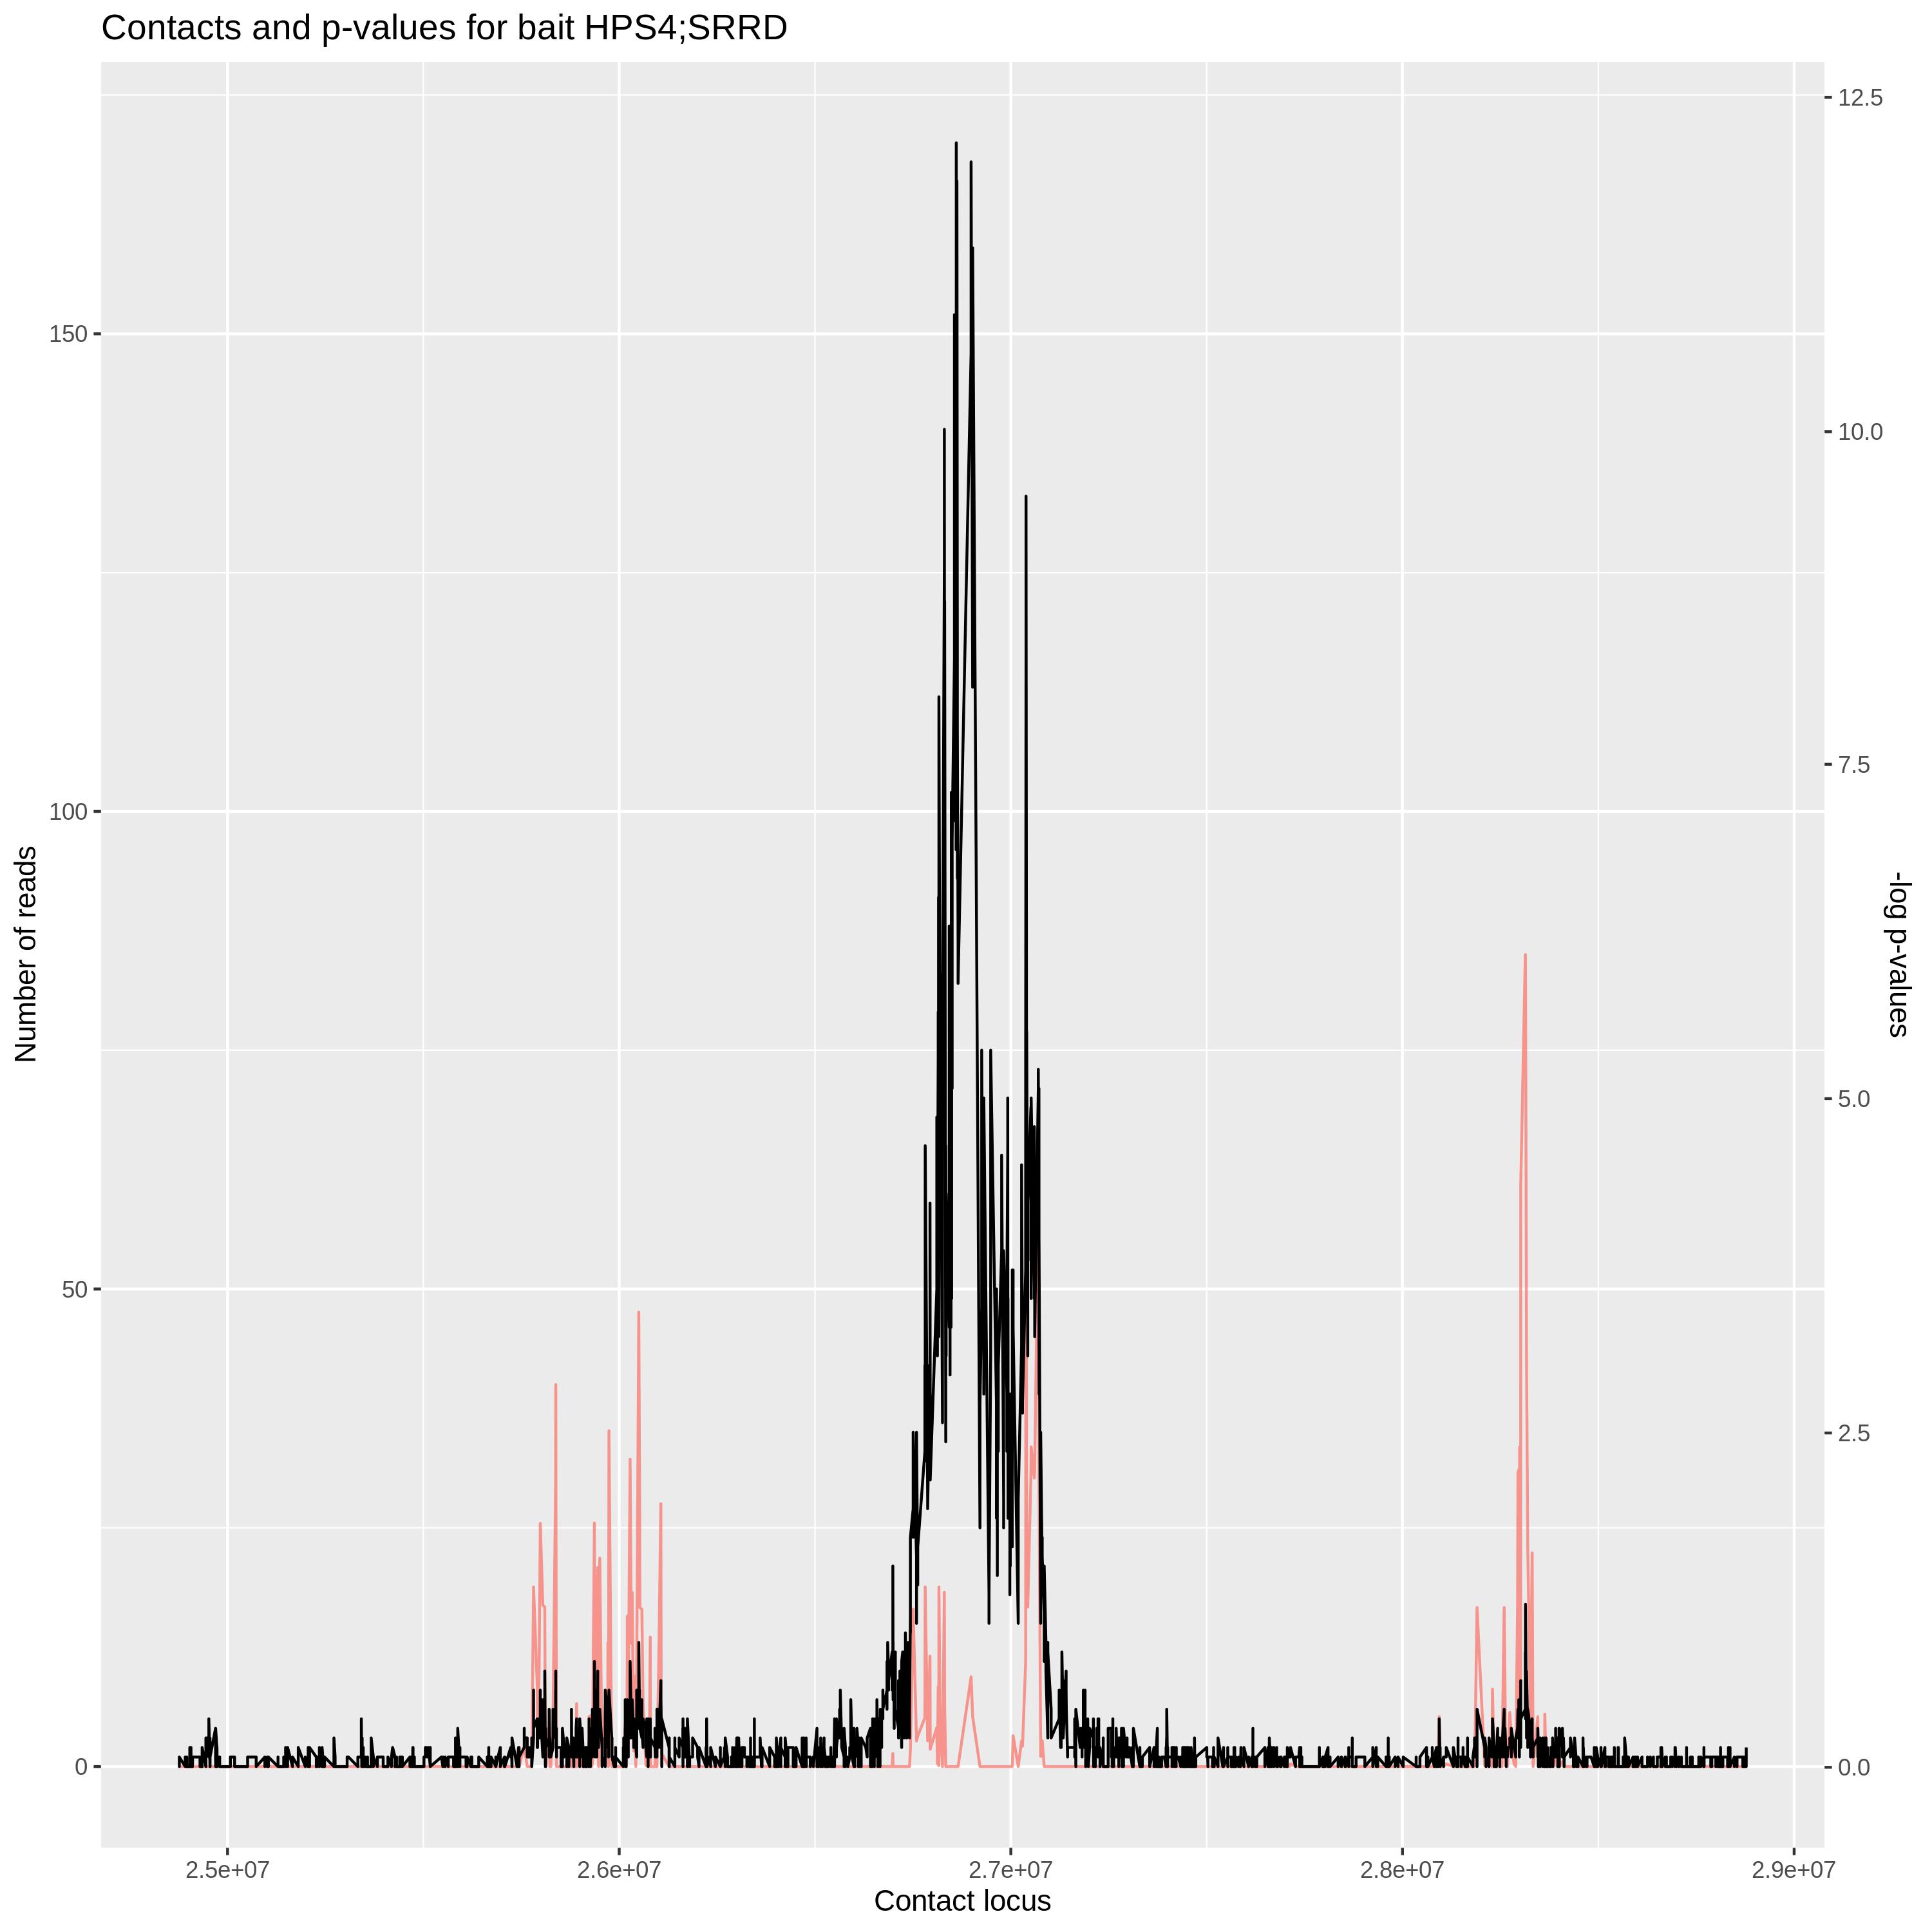 Contacts and p-values for bait HPS4;SRRD
12.5
150
10.0
7.5
100
Number of reads
-log p-values
5.0
50
2.5
0
0.0
2.5e+07
2.6e+07
2.7e+07
2.8e+07
2.9e+07
Contact locus